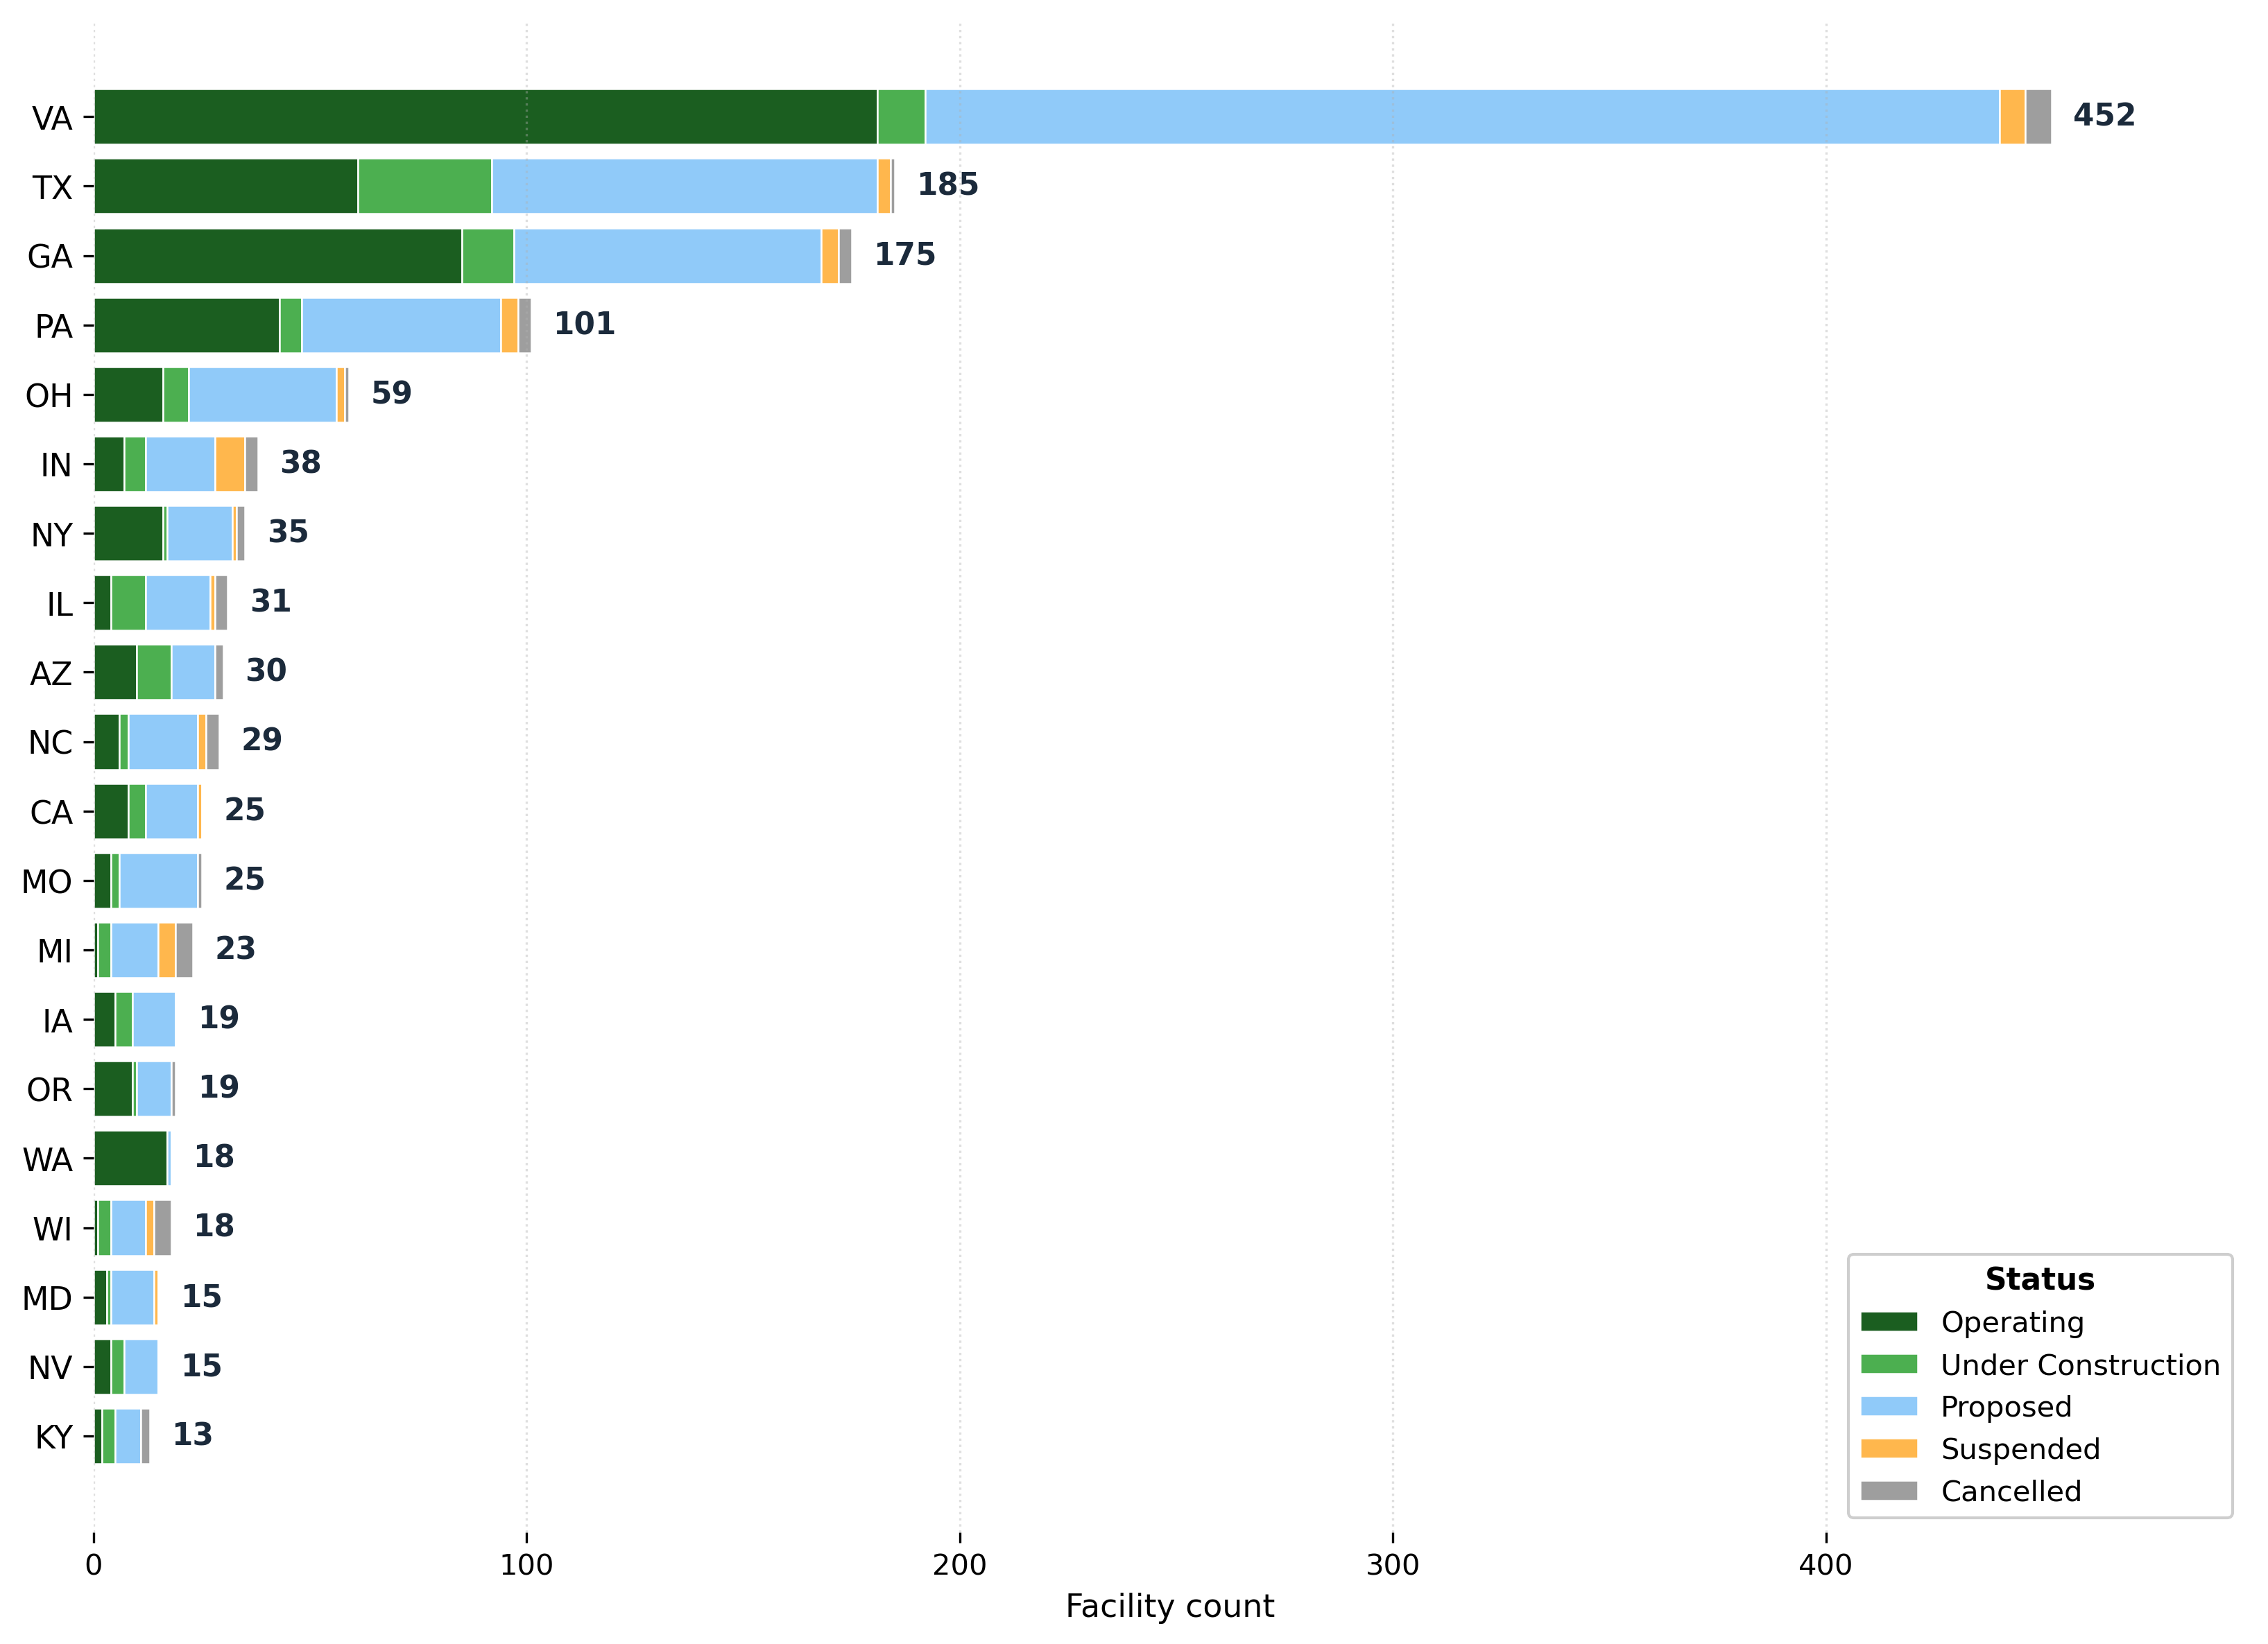 VA 452
TX 185
GA 175
PA 101
OH 59
IN 38
NY 35
IL 31
AZ 30
NC 29
CA 25
MO 25
MI 23
IA 19
OR 19
WA 18
WI 18
MD 15
NV 15
KY 13
Status
Operating
Under Construction
Proposed
Suspended
Cancelled
0 100 200 300 400
Facility count